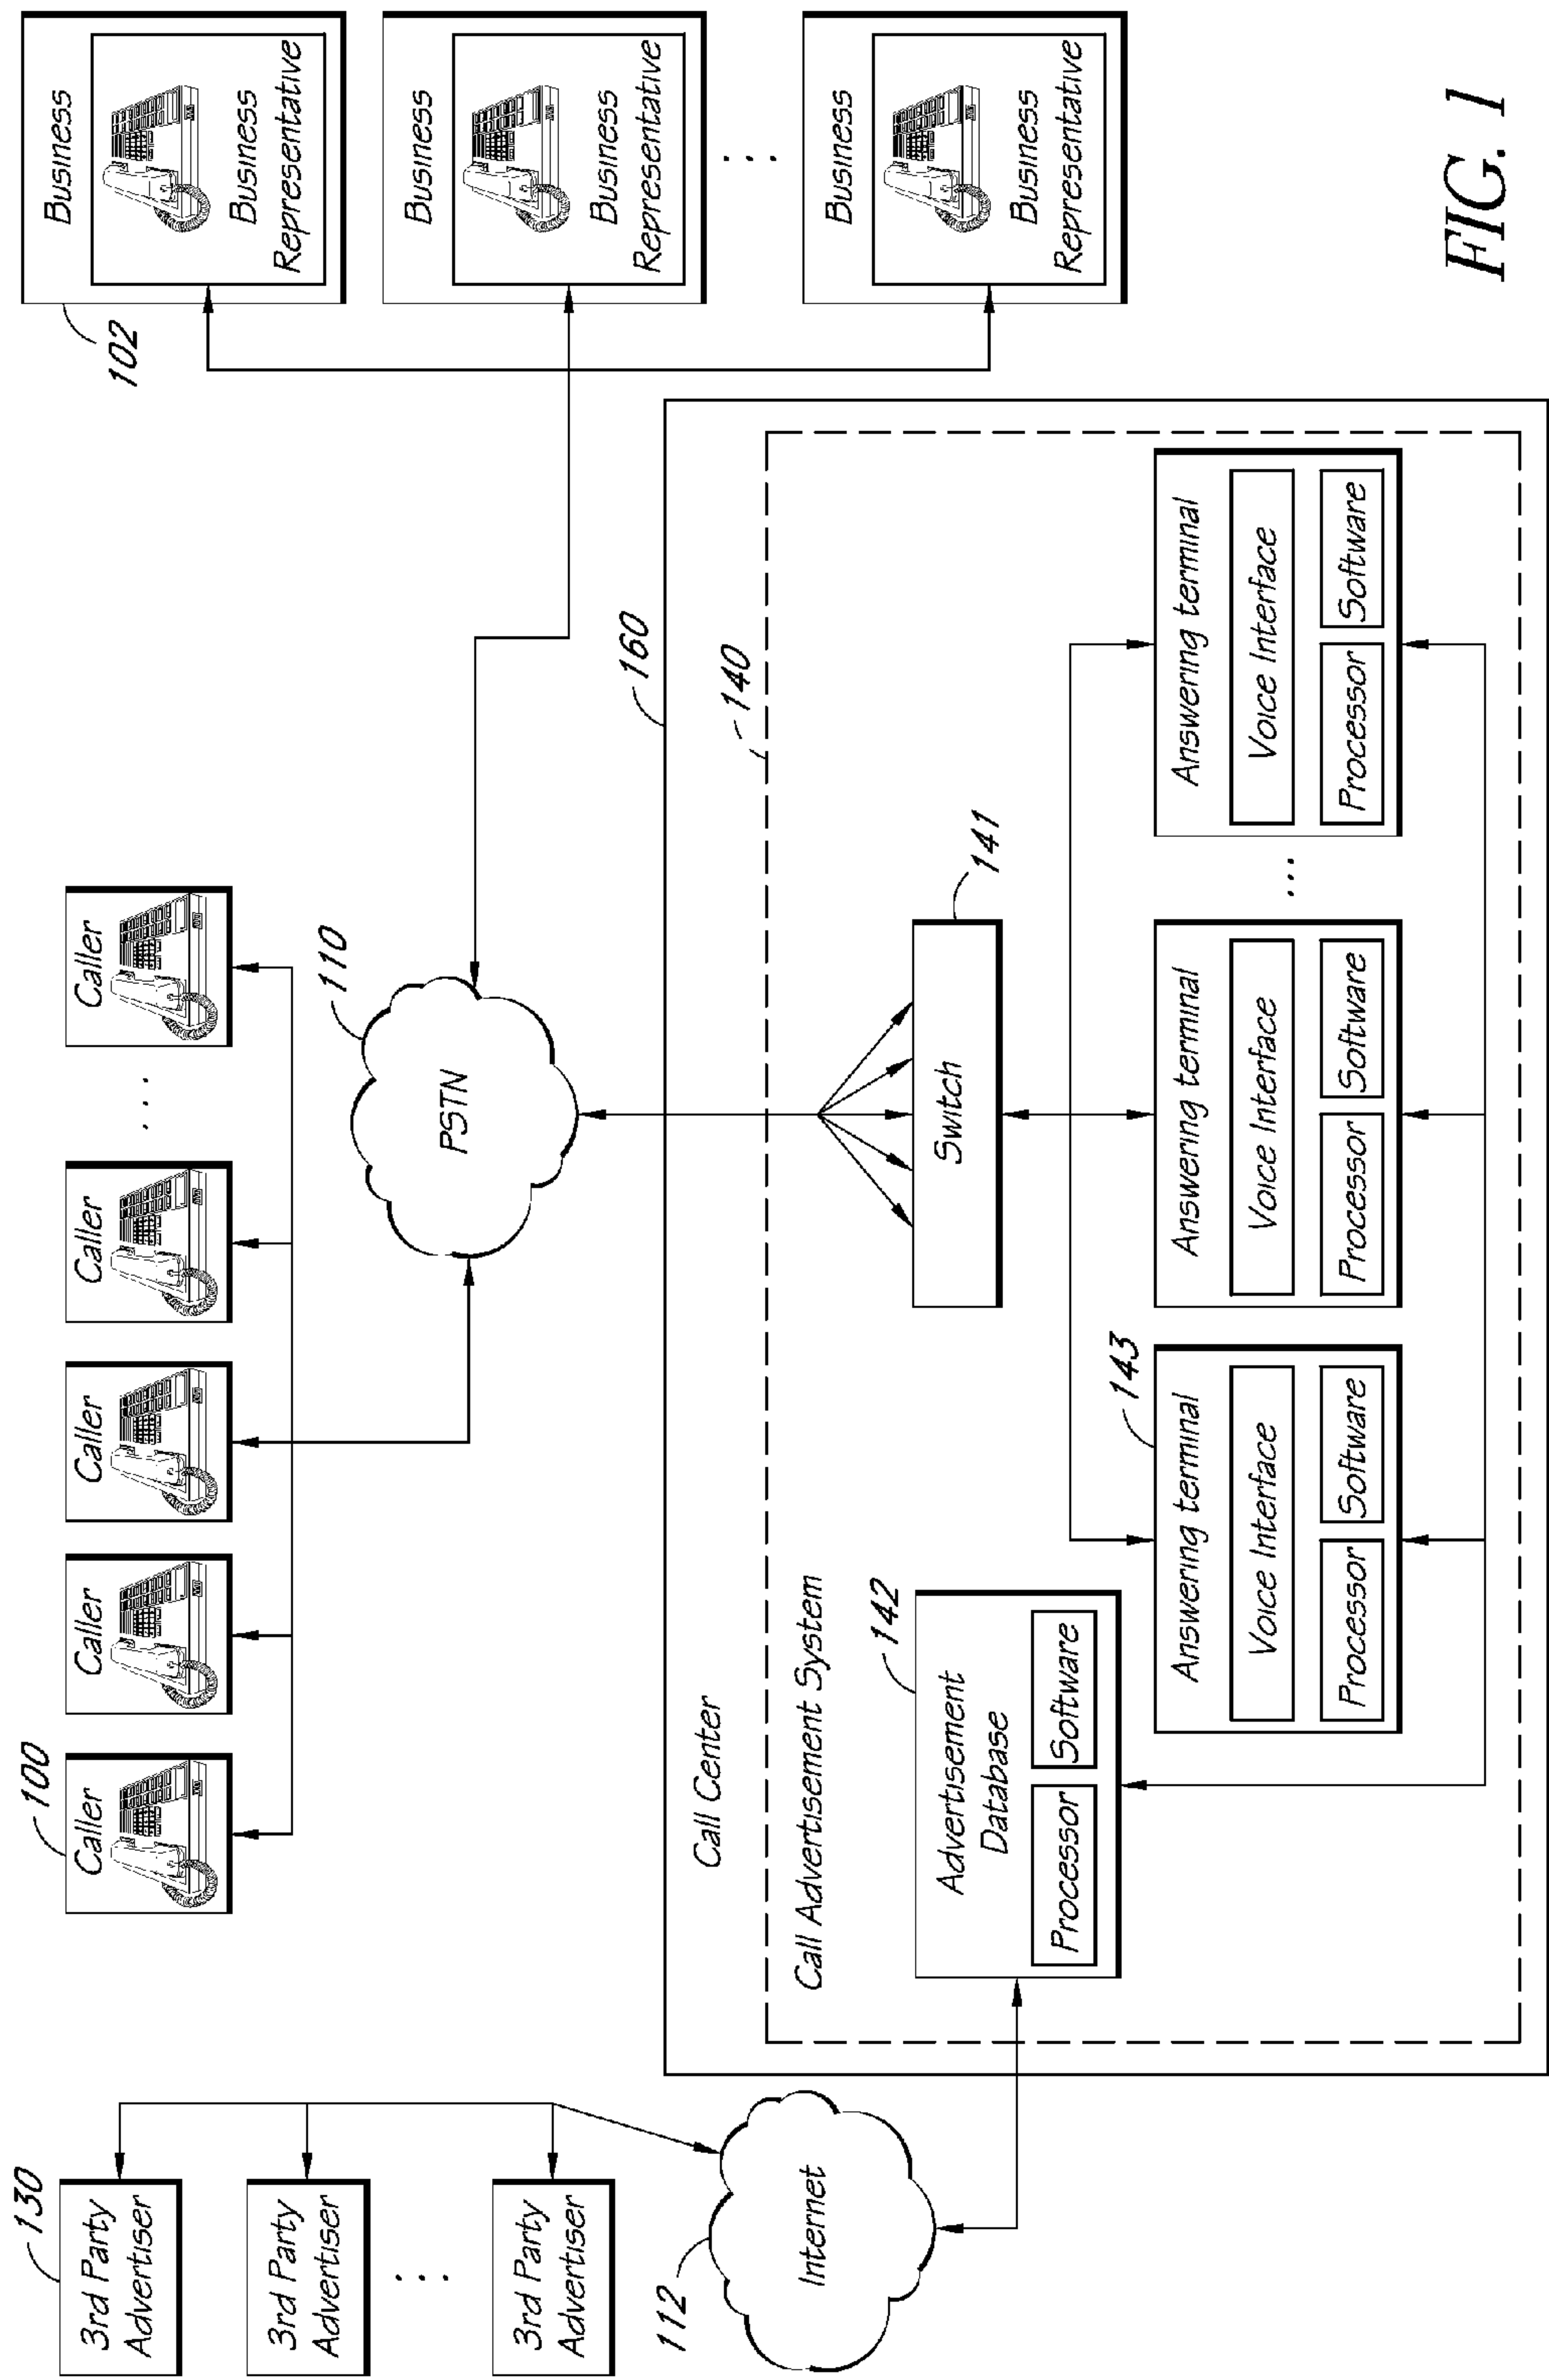 130
3rd Party
Advertiser
3rd Party
Advertiser
...
3rd Party
Advertiser
112
Internet
100
Caller
Caller
Caller
Caller
...
Caller
110
PSTN
102
Business
Business
Representative
Business
Business
Representative
...
Business
Business
Representative
160
Call Center
140
Call Advertisement System
142
Advertisement
Database
Processor
Software
141
Switch
143
Answering terminal
Voice Interface
Processor
Software
Answering terminal
Voice Interface
Processor
Software
...
Answering terminal
Voice Interface
Processor
Software
FIG. 1